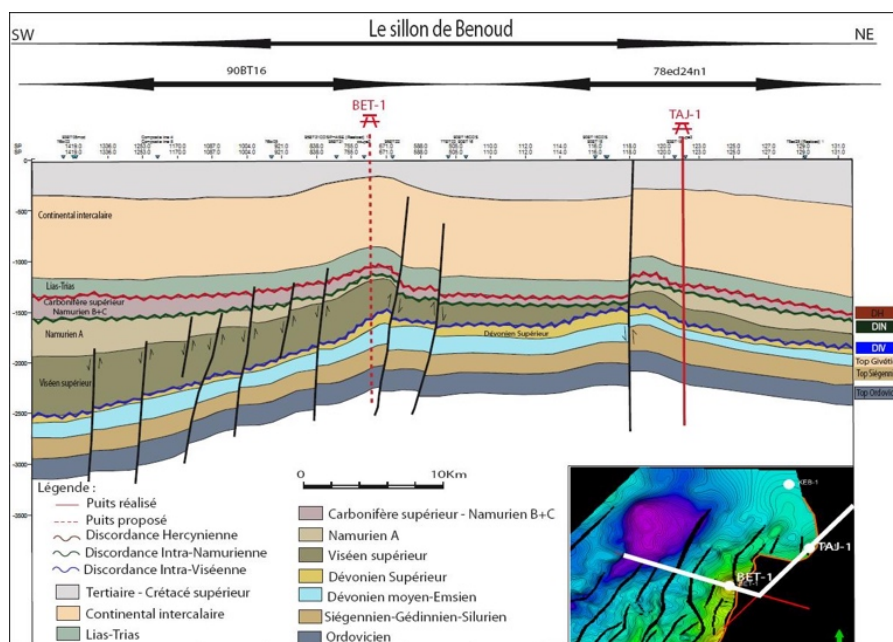 Le sillon de Benoud
SW
NE
90BT16
78ed24n1
BET-1
TAJ-1
SP
0
-500
-1000
-1500
-2000
-2500
-3000
-3500
Continental intercalaire
Lias-Trias
Carbonifère supérieur
Namurien B+C
Namurien A
Viséen supérieur
Dévonien Supérieur
DH
DIN
DIV
Top Givéti
Top Siégenn
Top Ordovicie
0 10Km
Légende :
Puits réalisé
Puits proposé
Discordance Hercynienne
Discordance Intra-Namurienne
Discordance Intra-Viséenne
Tertiaire - Crétacé supérieur
Continental intercalaire
Lias-Trias
Carbonifère supérieur - Namurien B+C
Namurien A
Viséen supérieur
Dévonien Supérieur
Dévonien moyen-Emsien
Siégennien-Gédinnien-Silurien
Ordovicien
KEB-1
TAJ-1
BET-1